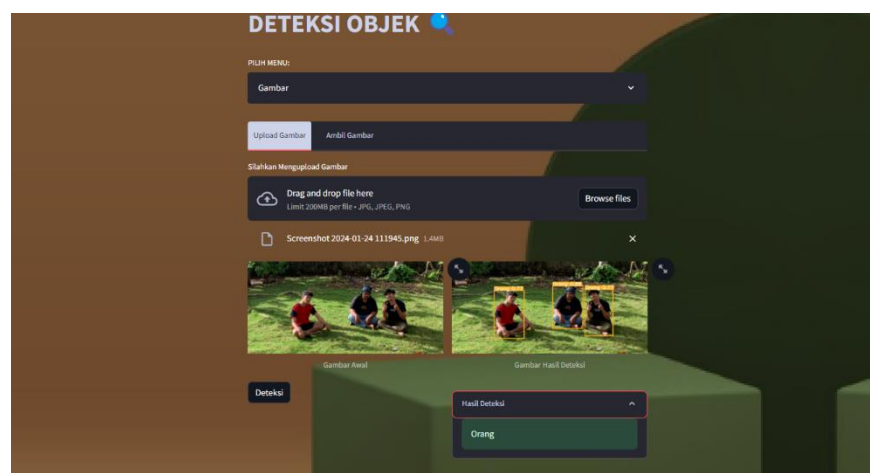 DETEKSI OBJEK
PILIH MENU:
Gambar
Upload Gambar
Ambil Gambar
Silahkan Mengupload Gambar
Drag and drop file here
Limit 200MB per file • JPG, JPEG, PNG
Browse files
Screenshot 2024-01-24 111945.png 1.4MB
Gambar Awal
Gambar Hasil Deteksi
Deteksi
Hasil Deteksi
Orang